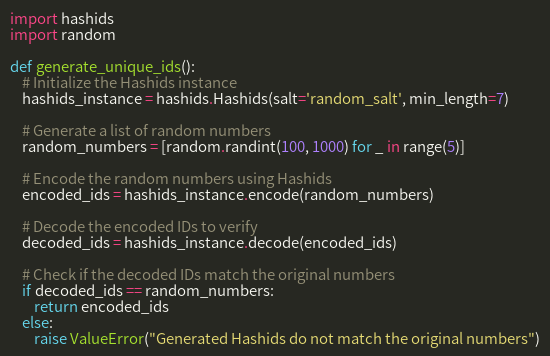 import hashids
import random
def generate_unique_ids():
# Initialize the Hashids instance
hashids_instance = hashids.Hashids(salt='random_salt', min_length=7)
# Generate a list of random numbers
random_numbers = [random.randint(100, 1000) for _ in range(5)]
# Encode the random numbers using Hashids
encoded_ids = hashids_instance.encode(random_numbers)
# Decode the encoded IDs to verify
decoded_ids = hashids_instance.decode(encoded_ids)
# Check if the decoded IDs match the original numbers
if decoded_ids == random_numbers:
return encoded_ids
else:
raise ValueError("Generated Hashids do not match the original numbers")